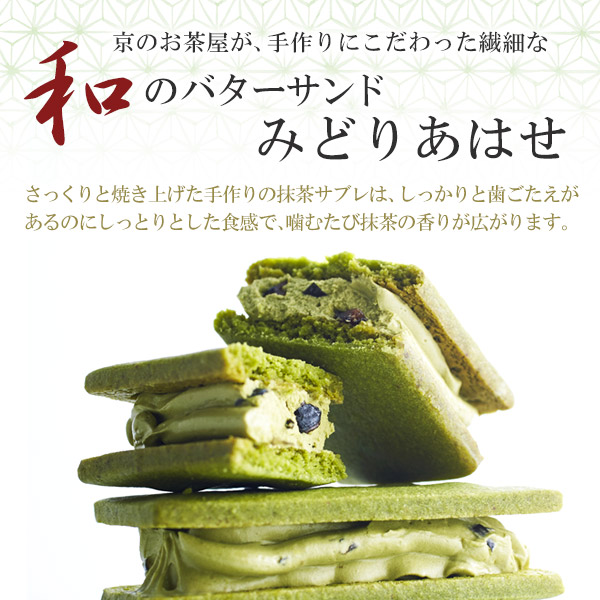 京のお茶屋が、手作りにこだわった繊細な
和のバターサンド
みどりあはせ
さっくりと焼き上げた手作りの抹茶サブレは、しっかりと歯ごたえが
あるのにしっとりとした食感で、噛むたび抹茶の香りが広がります。